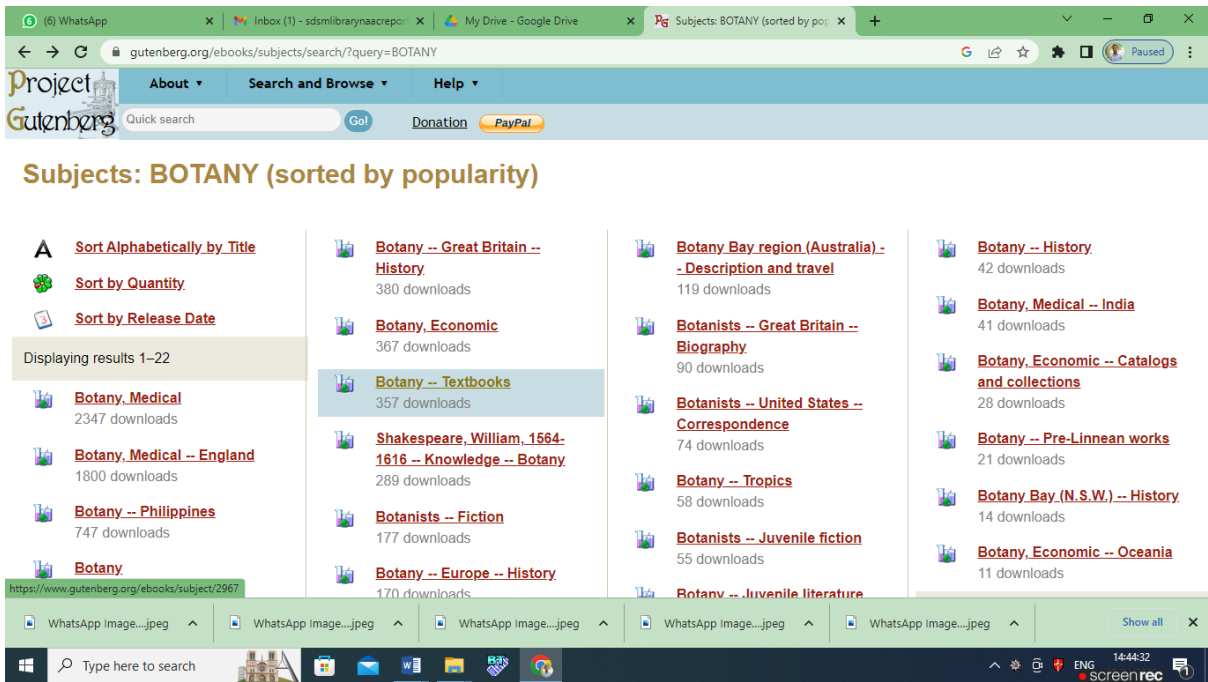 (6) WhatsApp
Inbox (1) - sdsmlibrarynaacrepor
My Drive - Google Drive
Subjects: BOTANY (sorted by pop
gutenberg.org/ebooks/subjects/search/?query=BOTANY
Paused
Project
Gutenberg
About
Search and Browse
Help
Quick search
Go!
Donation
PayPal
Subjects: BOTANY (sorted by popularity)
Sort Alphabetically by Title
Sort by Quantity
Sort by Release Date
Displaying results 1–22
Botany, Medical
2347 downloads
Botany, Medical -- England
1800 downloads
Botany -- Philippines
747 downloads
Botany
https://www.gutenberg.org/ebooks/subject/2967
Botany -- Great Britain --
History
380 downloads
Botany, Economic
367 downloads
Botany -- Textbooks
357 downloads
Shakespeare, William, 1564-
1616 -- Knowledge -- Botany
289 downloads
Botanists -- Fiction
177 downloads
Botany -- Europe -- History
170 downloads
Botany Bay region (Australia) -
- Description and travel
119 downloads
Botanists -- Great Britain --
Biography
90 downloads
Botanists -- United States --
Correspondence
74 downloads
Botany -- Tropics
58 downloads
Botanists -- Juvenile fiction
55 downloads
Botany -- Juvenile literature
Botany -- History
42 downloads
Botany, Medical -- India
41 downloads
Botany, Economic -- Catalogs
and collections
28 downloads
Botany -- Pre-Linnean works
21 downloads
Botany Bay (N.S.W.) -- History
14 downloads
Botany, Economic -- Oceania
11 downloads
WhatsApp Image....jpeg
WhatsApp Image....jpeg
WhatsApp Image....jpeg
WhatsApp Image....jpeg
WhatsApp Image....jpeg
Show all
Type here to search
ENG
14:44:32
screenrec